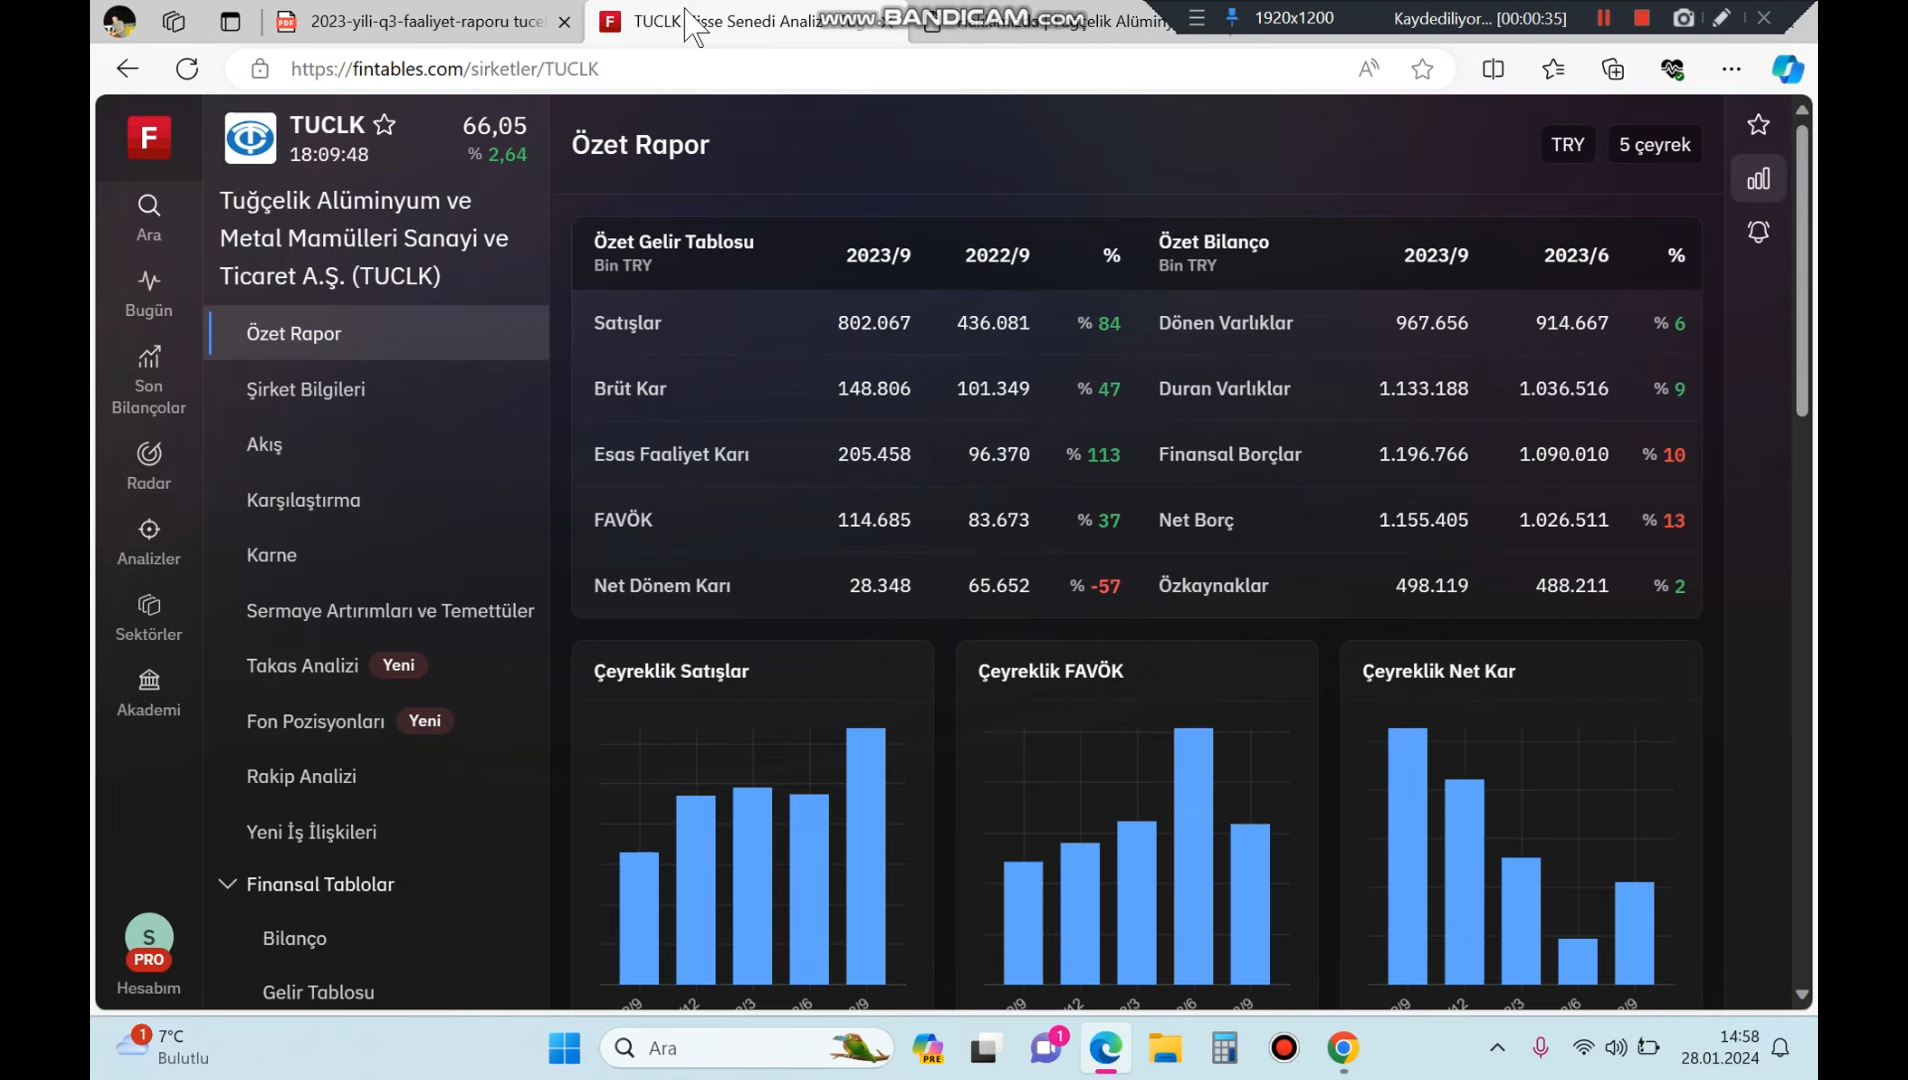 2023-yili-q3-faaliyet-raporu tucel
TUCLK Hisse Senedi Analiz
www.BANDICAM.com
1920x1200
Kaydediliyor... [00:00:35]
https://fintables.com/sirketler/TUCLK
F
TUCLK
66,05
18:09:48
% 2,64
Tuğçelik Alüminyum ve
Metal Mamülleri Sanayi ve
Ticaret A.Ş. (TUCLK)
Ara
Bugün
Son
Bilançolar
Radar
Analizler
Sektörler
Akademi
S
PRO
Hesabım
Özet Rapor
Şirket Bilgileri
Akış
Karşılaştırma
Karne
Sermaye Artırımları ve Temettüler
Takas Analizi Yeni
Fon Pozisyonları Yeni
Rakip Analizi
Yeni İş İlişkileri
Finansal Tablolar
Bilanço
Gelir Tablosu
Özet Rapor
TRY
5 çeyrek
Özet Gelir Tablosu 2023/9 2022/9 %
Bin TRY
Satışlar 802.067 436.081 % 84
Brüt Kar 148.806 101.349 % 47
Esas Faaliyet Karı 205.458 96.370 % 113
FAVÖK 114.685 83.673 % 37
Net Dönem Karı 28.348 65.652 % -57
Özet Bilanço 2023/9 2023/6 %
Bin TRY
Dönen Varlıklar 967.656 914.667 % 6
Duran Varlıklar 1.133.188 1.036.516 % 9
Finansal Borçlar 1.196.766 1.090.010 % 10
Net Borç 1.155.405 1.026.511 % 13
Özkaynaklar 498.119 488.211 % 2
Çeyreklik Satışlar
Çeyreklik FAVÖK
Çeyreklik Net Kar
1
7°C
Bulutlu
Ara
PRE
1
14:58
28.01.2024